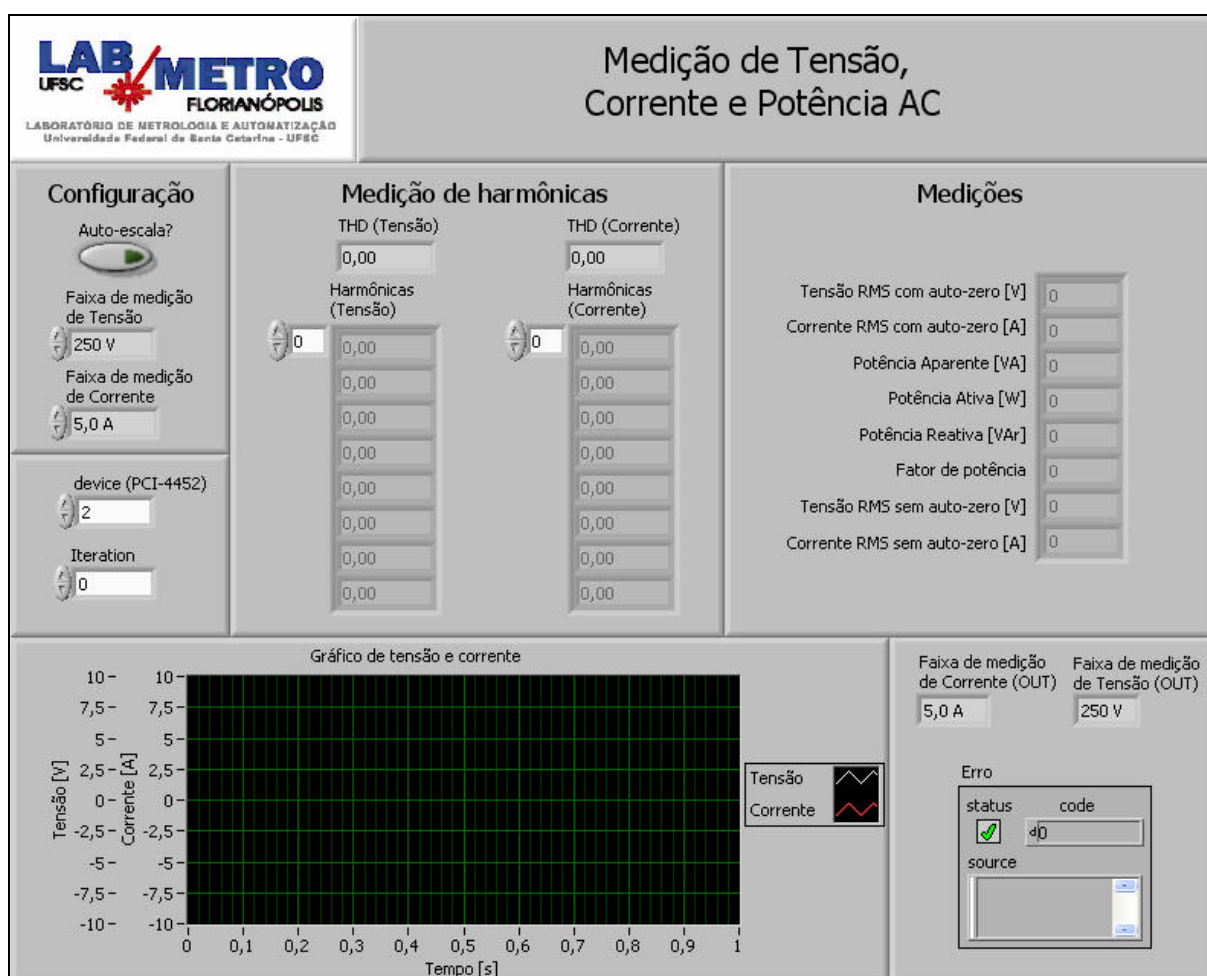 LAB METRO
UFSC
FLORIANÓPOLIS
LABORATÓRIO DE METROLOGIA E AUTOMATIZAÇÃO
Universidade Federal de Santa Catarina - UFSC
Medição de Tensão,
Corrente e Potência AC
Configuração
Auto-escala?
Faixa de medição
de Tensão
250 V
Faixa de medição
de Corrente
5,0 A
device (PCI-4452)
2
Iteration
0
Medição de harmônicas
THD (Tensão)
0,00
Harmônicas
(Tensão)
0
0,00
0,00
0,00
0,00
0,00
0,00
0,00
0,00
THD (Corrente)
0,00
Harmônicas
(Corrente)
0
0,00
0,00
0,00
0,00
0,00
0,00
0,00
0,00
Medições
Tensão RMS com auto-zero [V] 0
Corrente RMS com auto-zero [A] 0
Potência Aparente [VA] 0
Potência Ativa [W] 0
Potência Reativa [VAr] 0
Fator de potência 0
Tensão RMS sem auto-zero [V] 0
Corrente RMS sem auto-zero [A] 0
Gráfico de tensão e corrente
Tensão [V]
10
7,5
5
2,5
0
-2,5
-5
-7,5
-10
Corrente [A]
10
7,5
5
2,5
0
-2,5
-5
-7,5
-10
0 0,1 0,2 0,3 0,4 0,5 0,6 0,7 0,8 0,9 1
Tempo [s]
Tensão
Corrente
Faixa de medição
de Corrente (OUT)
5,0 A
Faixa de medição
de Tensão (OUT)
250 V
Erro
status
code
d0
source